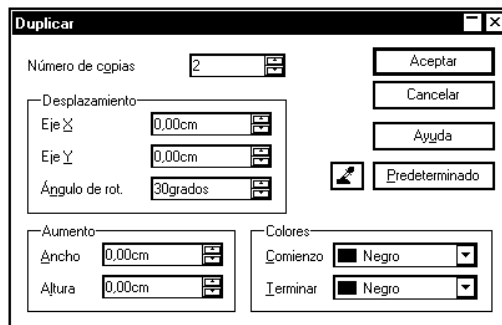 Duplicar
Número de copias 2
Aceptar
Cancelar
Desplazamiento
Eje X 0,00cm
Ayuda
Eje Y 0,00cm
Ángulo de rot. 30grados
Predeterminado
Aumento
Ancho 0,00cm
Altura 0,00cm
Colores
Comienzo Negro
Terminar Negro